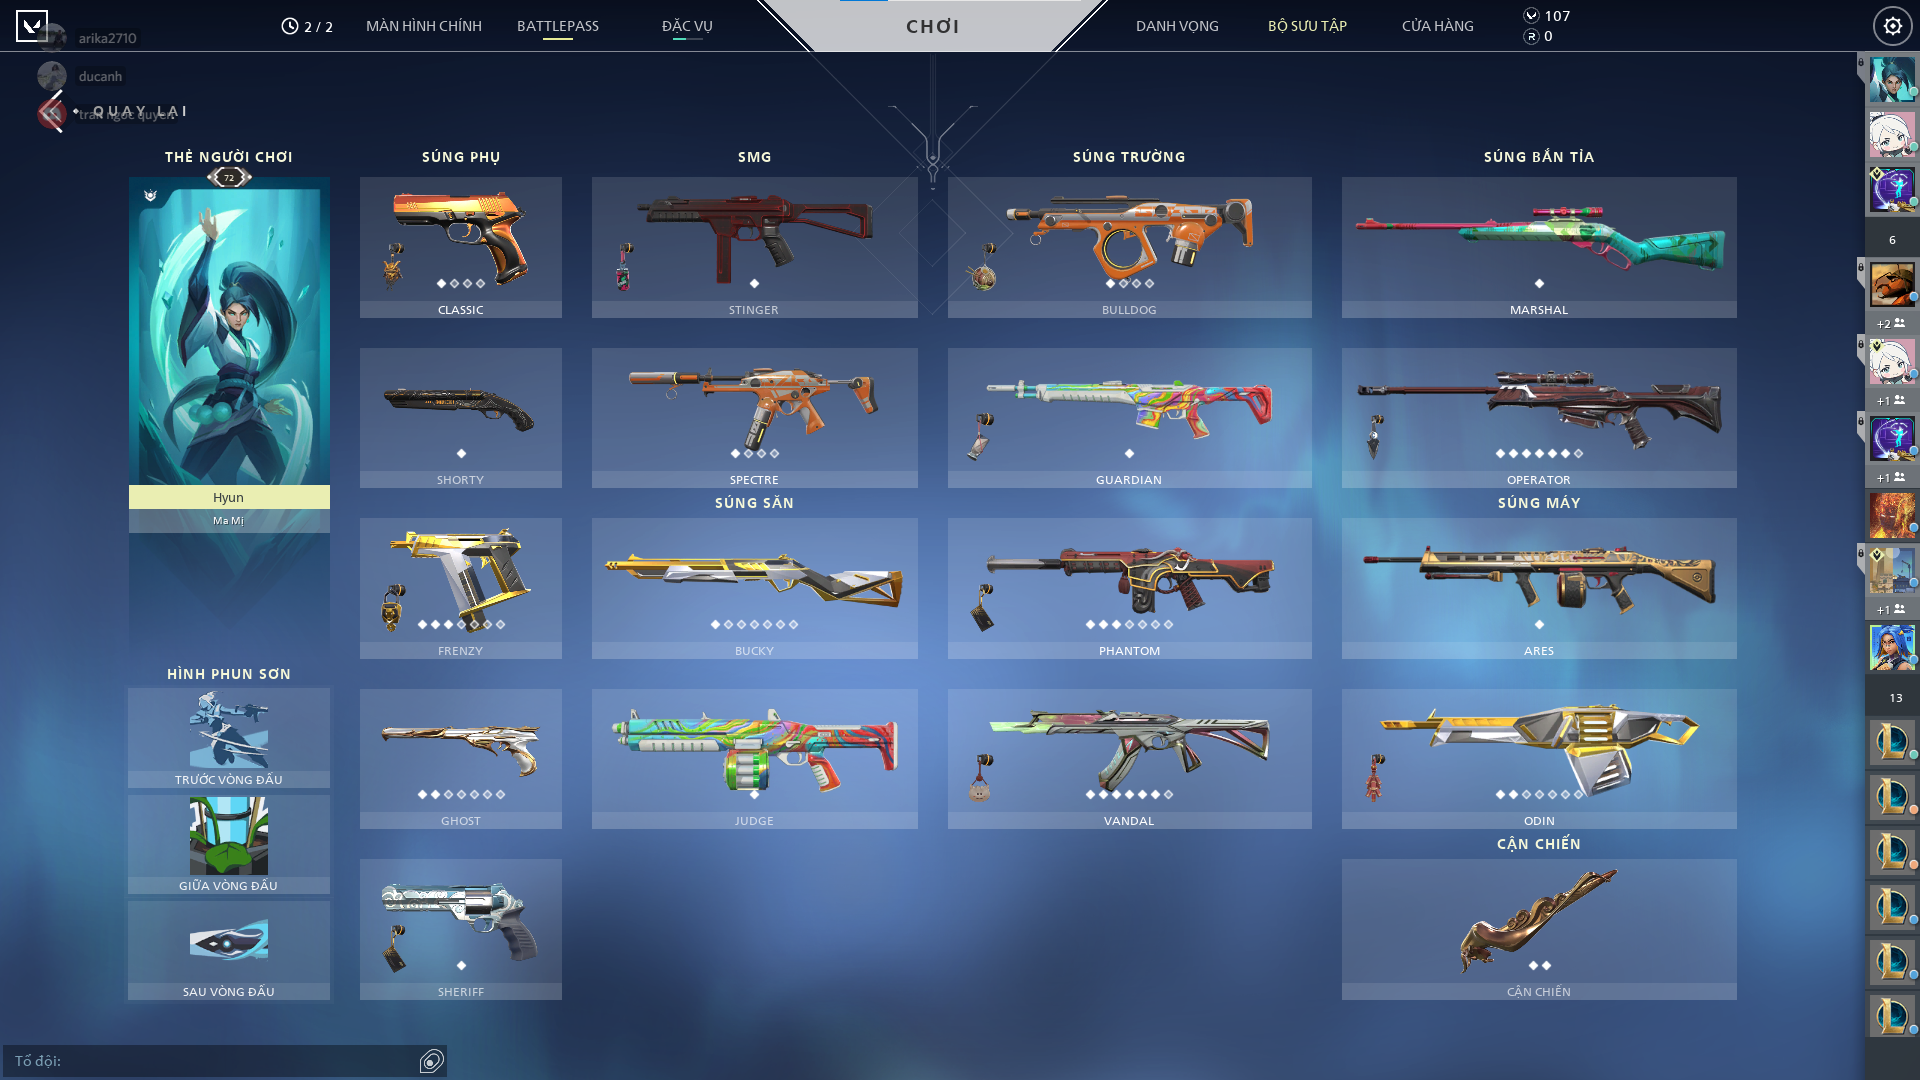 2 / 2
MÀN HÌNH CHÍNH
BATTLEPASS
ĐẶC VỤ
CHƠI
DANH VỌNG
BỘ SƯU TẬP
CỬA HÀNG
107
0
arika2710
ducanh
tran ngoc quyen
QUAY LẠI
THẺ NGƯỜI CHƠI
SÚNG PHỤ
SMG
SÚNG TRƯỜNG
SÚNG BẮN TỈA
72
CLASSIC
STINGER
BULLDOG
MARSHAL
6
+2
+1
SHORTY
SPECTRE
GUARDIAN
OPERATOR
+1
Hyun
Ma Mị
SÚNG SĂN
SÚNG MÁY
FRENZY
BUCKY
PHANTOM
ARES
+1
HÌNH PHUN SƠN
13
TRƯỚC VÒNG ĐẤU
GHOST
JUDGE
VANDAL
ODIN
CẬN CHIẾN
GIỮA VÒNG ĐẤU
SAU VÒNG ĐẤU
SHERIFF
CẬN CHIẾN
Tổ đội: